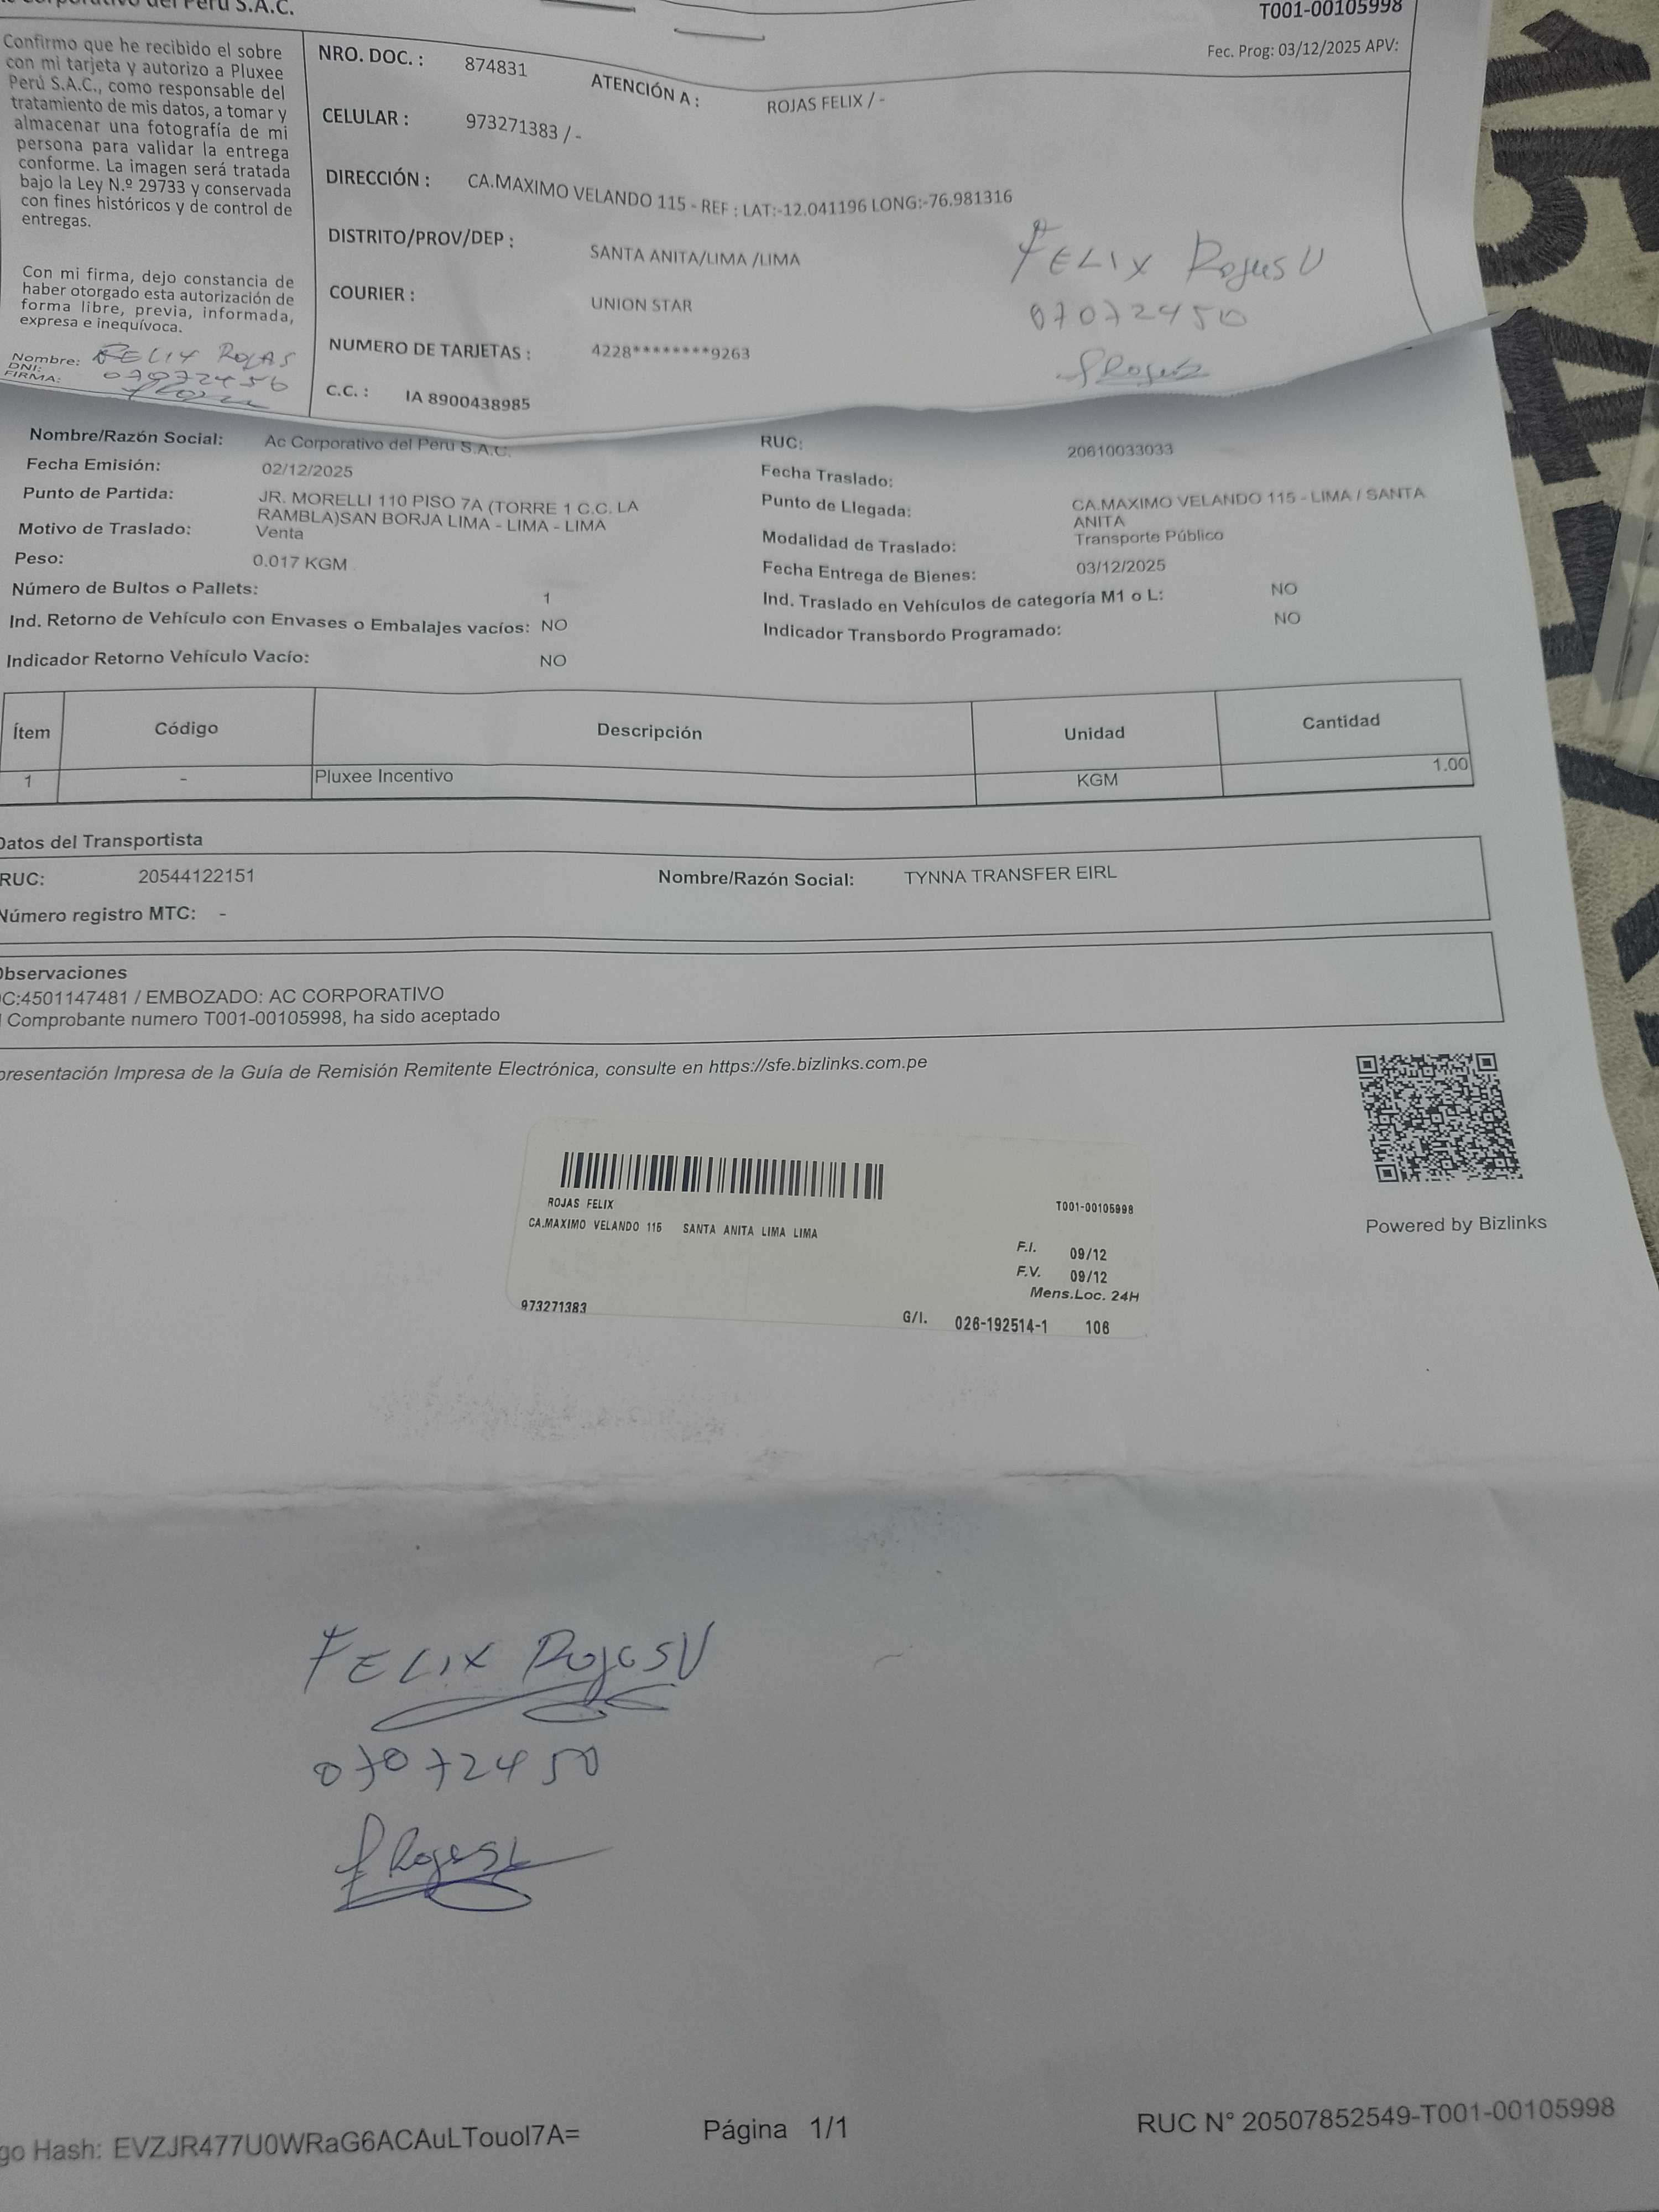 Corporativo del Perú S.A.C.
T001-00105998
Fec. Prog: 03/12/2025 APV:
Confirmo que he recibido el sobre
con mi tarjeta y autorizo a Pluxee
Perú S.A.C., como responsable del
tratamiento de mis datos, a tomar y
almacenar una fotografía de mi
persona para validar la entrega
conforme. La imagen será tratada
bajo la Ley N.º 29733 y conservada
con fines históricos y de control de
entregas.
Con mi firma, dejo constancia de
haber otorgado esta autorización de
forma libre, previa, informada,
expresa e inequívoca.
Nombre: FELIX ROJAS
DNI: 07072450
FIRMA:
NRO. DOC. : 874831 ATENCIÓN A : ROJAS FELIX / -
CELULAR : 973271383 / -
DIRECCIÓN : CA.MAXIMO VELANDO 115 - REF : LAT:-12.041196 LONG:-76.981316
DISTRITO/PROV/DEP : SANTA ANITA/LIMA /LIMA
COURIER : UNION STAR
NUMERO DE TARJETAS : 4228********9263
C.C. : IA 8900438985
FELIX Rojas V
07072450
fRojas
Nombre/Razón Social: Ac Corporativo del Peru S.A.C. RUC: 20610033033
Fecha Emisión: 02/12/2025 Fecha Traslado:
Punto de Partida: JR. MORELLI 110 PISO 7A (TORRE 1 C.C. LA
RAMBLA)SAN BORJA LIMA - LIMA - LIMA
Punto de Llegada: CA.MAXIMO VELANDO 115 - LIMA / SANTA
ANITA
Motivo de Traslado: Venta Modalidad de Traslado: Transporte Público
Peso: 0.017 KGM Fecha Entrega de Bienes: 03/12/2025
Número de Bultos o Pallets: 1 Ind. Traslado en Vehículos de categoría M1 o L: NO
Ind. Retorno de Vehículo con Envases o Embalajes vacíos: NO Indicador Transbordo Programado: NO
Indicador Retorno Vehículo Vacío: NO
Ítem Código Descripción Unidad Cantidad
1 - Pluxee Incentivo KGM 1.00
Datos del Transportista
RUC: 20544122151 Nombre/Razón Social: TYNNA TRANSFER EIRL
Número registro MTC: -
Observaciones
OC:4501147481 / EMBOZADO: AC CORPORATIVO
Comprobante numero T001-00105998, ha sido aceptado
presentación Impresa de la Guía de Remisión Remitente Electrónica, consulte en https://sfe.bizlinks.com.pe
ROJAS FELIX T001-00105998
CA.MAXIMO VELANDO 115 SANTA ANITA LIMA LIMA
F.I. 09/12
F.V. 09/12
Mens.Loc. 24H
973271383 G/I. 026-192514-1 106
Powered by Bizlinks
FELIX Rojas V
07072450
fRojas
go Hash: EVZJR477U0WRaG6ACAuLTouoI7A= Página 1/1 RUC N° 20507852549-T001-00105998